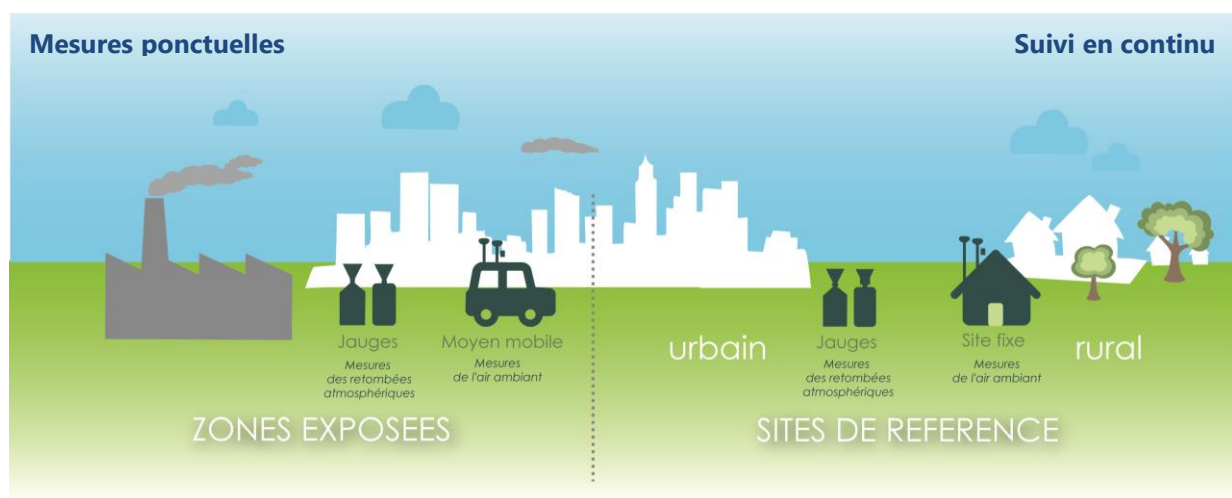 Mesures ponctuelles
Suivi en continu
Jauges
Mesures
des retombées
atmosphériques
Moyen mobile
Mesures
de l'air ambiant
urbain
Jauges
Mesures
des retombées
atmosphériques
Site fixe
Mesures
de l'air ambiant
rural
ZONES EXPOSEES
SITES DE REFERENCE